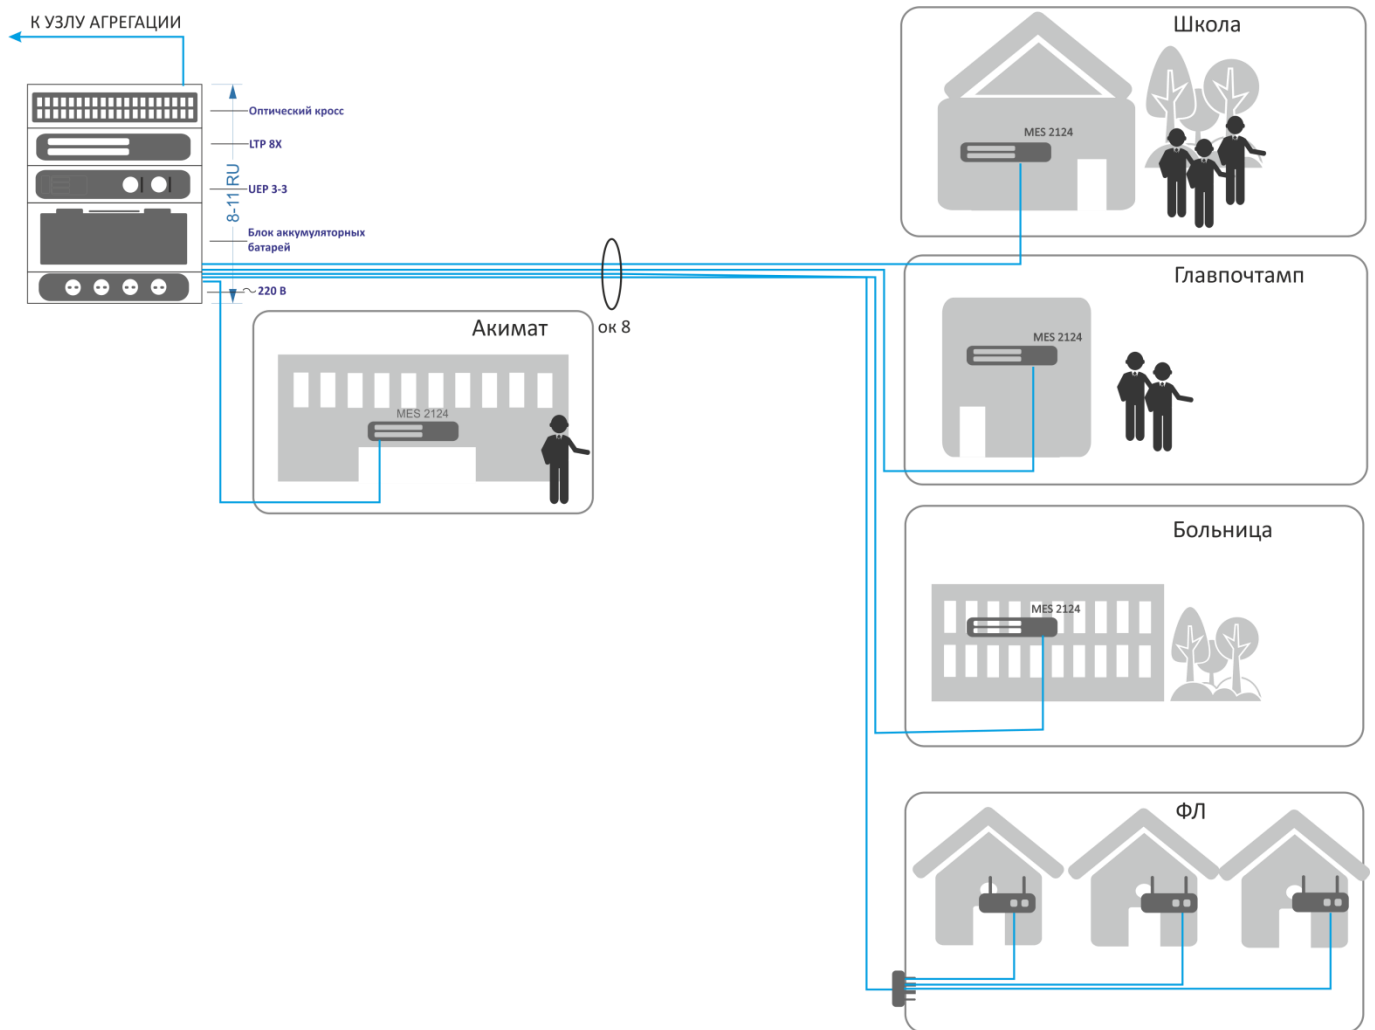 К УЗЛУ АГРЕГАЦИИ
Оптический кросс
LTP 8X
UEP 3-3
8-11 RU
Блок аккумуляторных
батарей
220 В
ок 8
Акимат
MES 2124
Школа
MES 2124
Главпочтамп
MES 2124
Больница
MES 2124
ФЛ